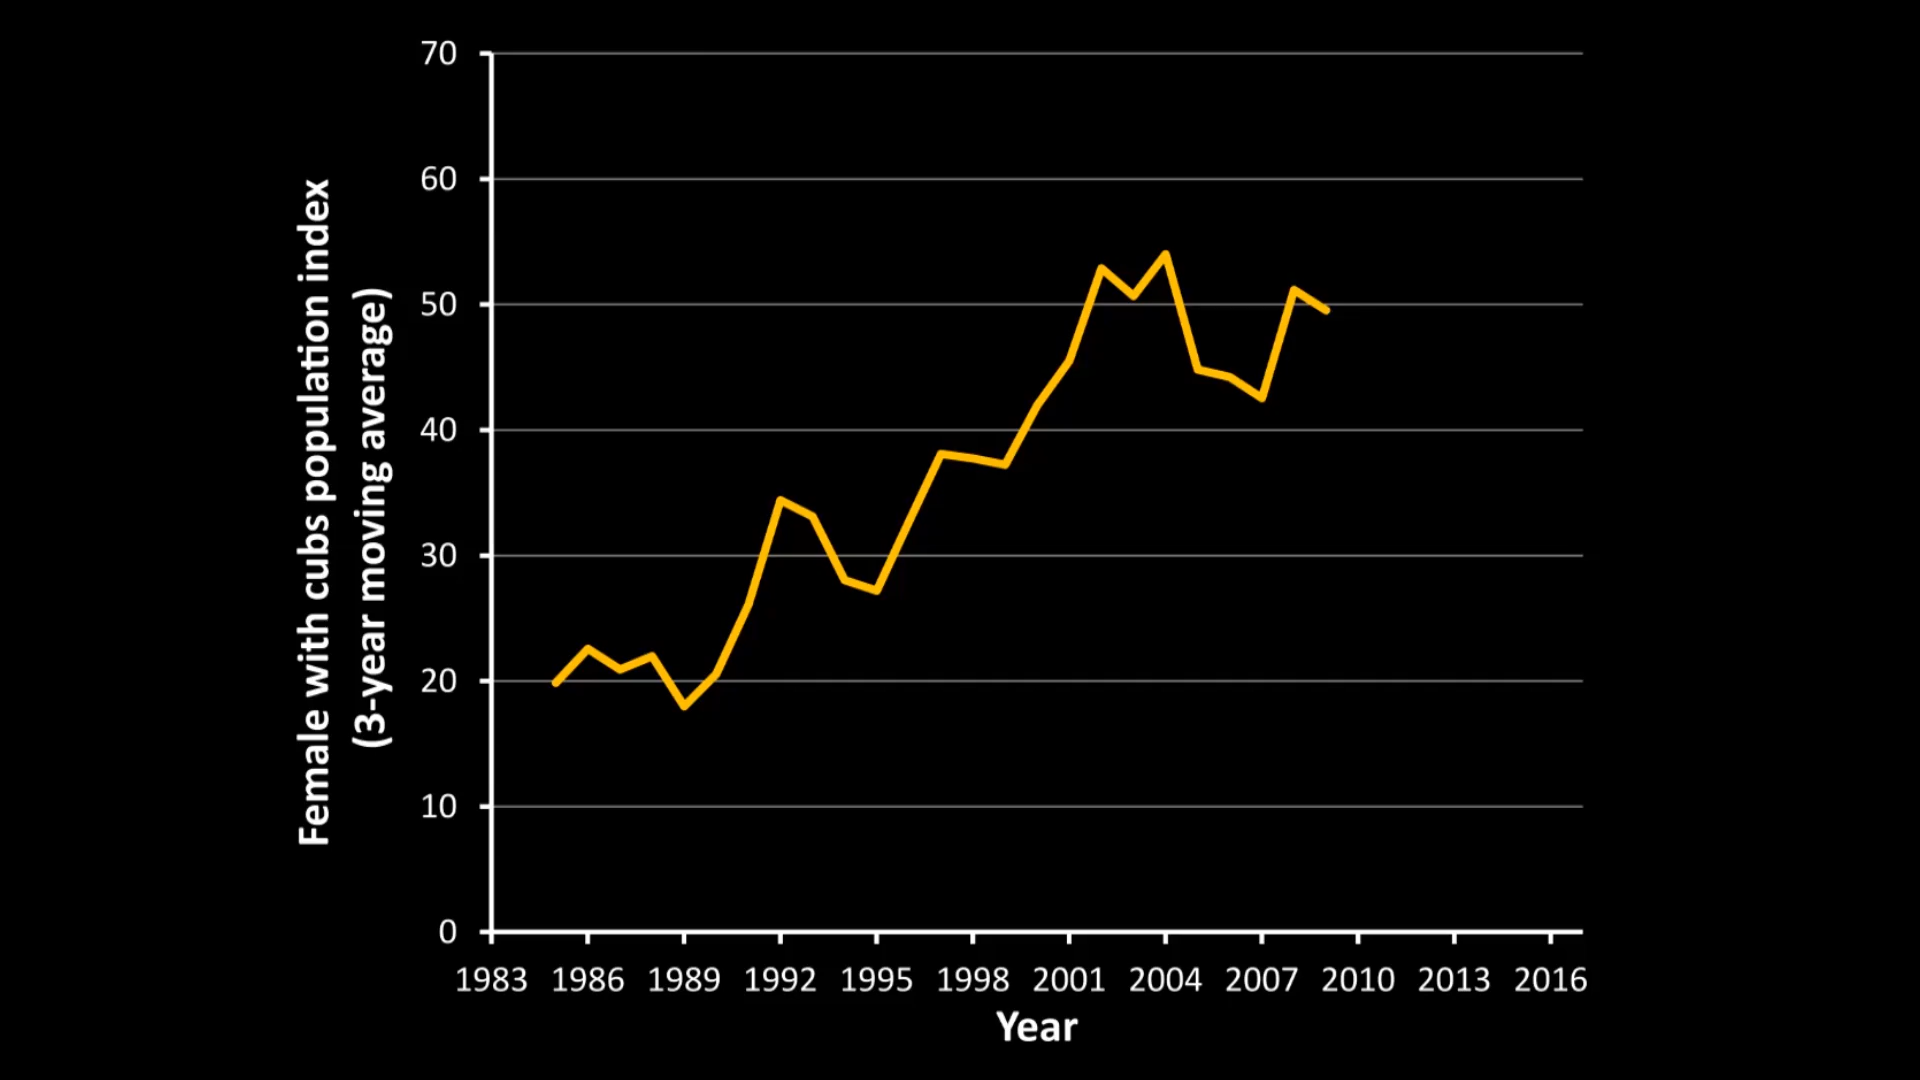 Female with cubs population index
(3-year moving average)
70
60
50
40
30
20
10
0
1983 1986 1989 1992 1995 1998 2001 2004 2007 2010 2013 2016
Year